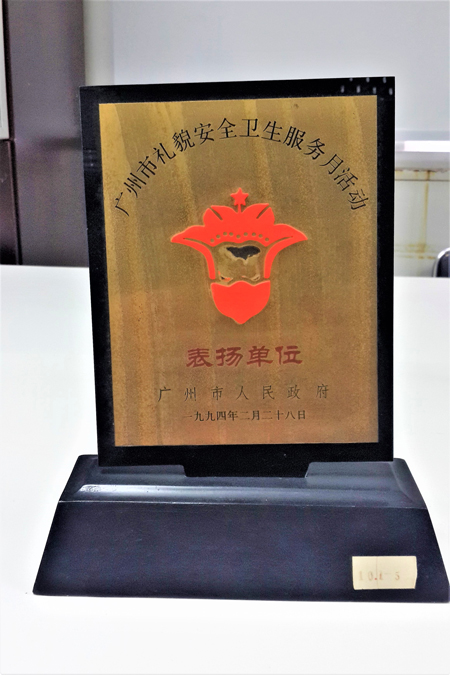 广州市礼貌安全卫生服务月活动
表扬单位
广州市人民政府
一九九四年二月二十八日